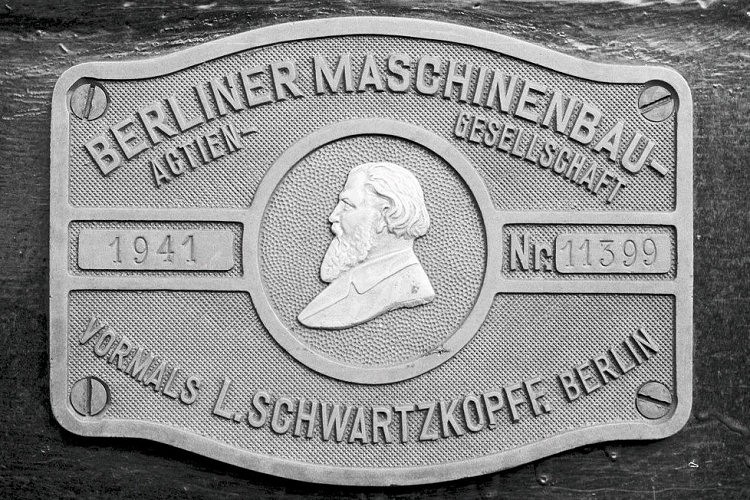 BERLINER MASCHINENBAU-
ACTIEN-
GESELLSCHAFT
1941
Nr. 11399
VORMALS L. SCHWARTZKOPFF. BERLIN